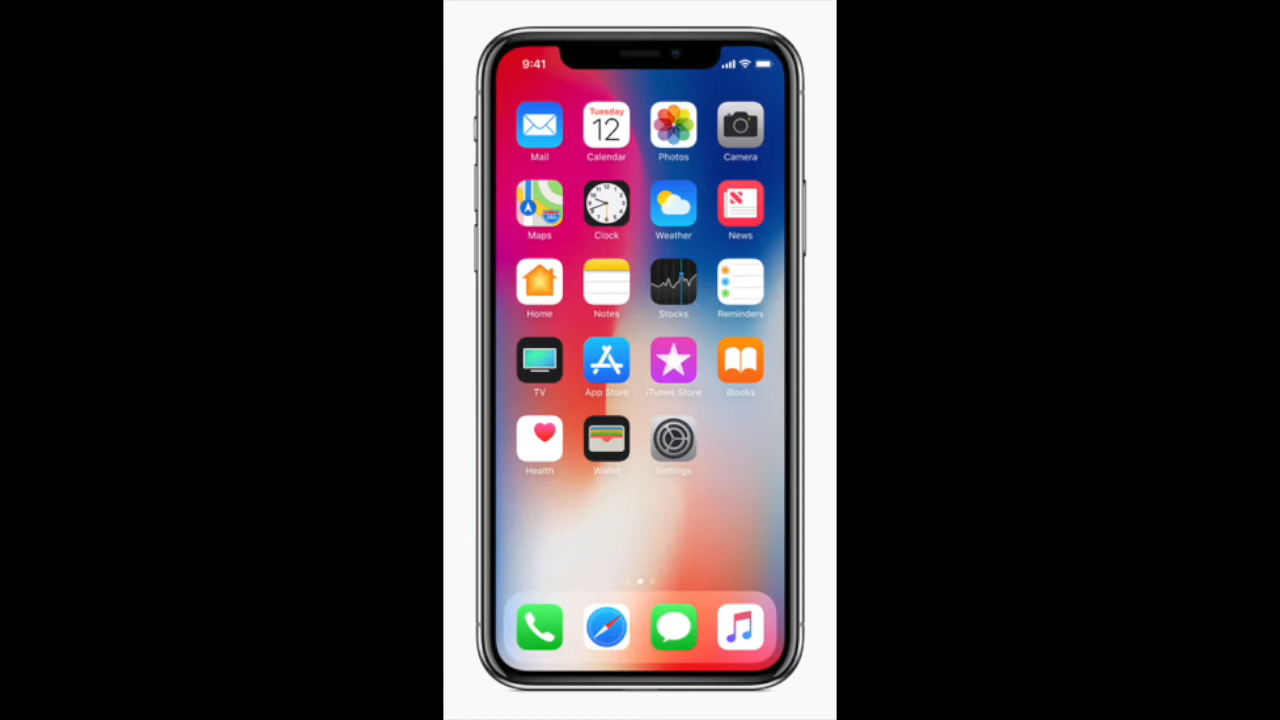 9:41
Tuesday
12
Mail Calendar Photos Camera
Maps Clock Weather News
Home Notes Stocks Reminders
TV App Store iTunes Store iBooks
Health Wallet Settings